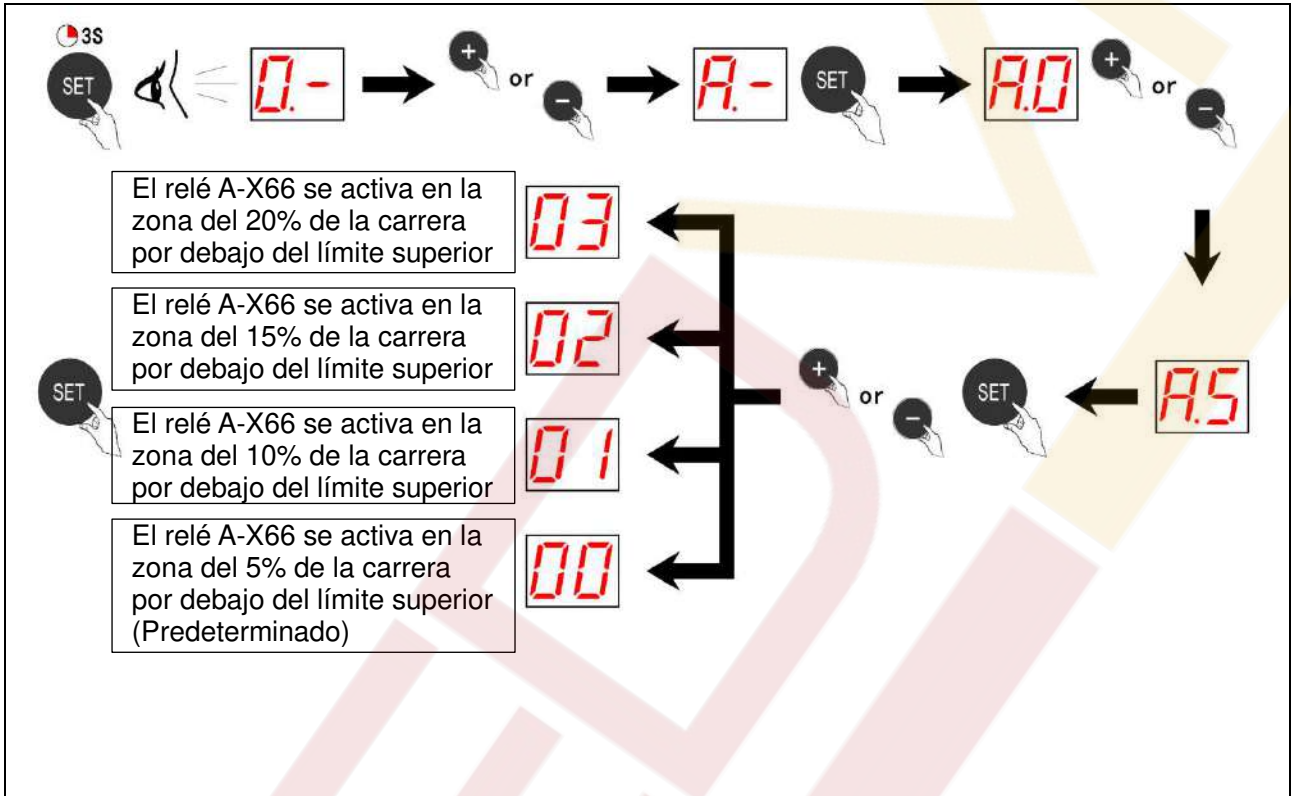 3S
SET
0.-
+
or
-
A.-
SET
A.0
+
or
-
El relé A-X66 se activa en la
zona del 20% de la carrera
por debajo del límite superior
03
El relé A-X66 se activa en la
zona del 15% de la carrera
por debajo del límite superior
02
SET
+
or
-
SET
A.5
El relé A-X66 se activa en la
zona del 10% de la carrera
por debajo del límite superior
01
El relé A-X66 se activa en la
zona del 5% de la carrera
por debajo del límite superior
(Predeterminado)
00